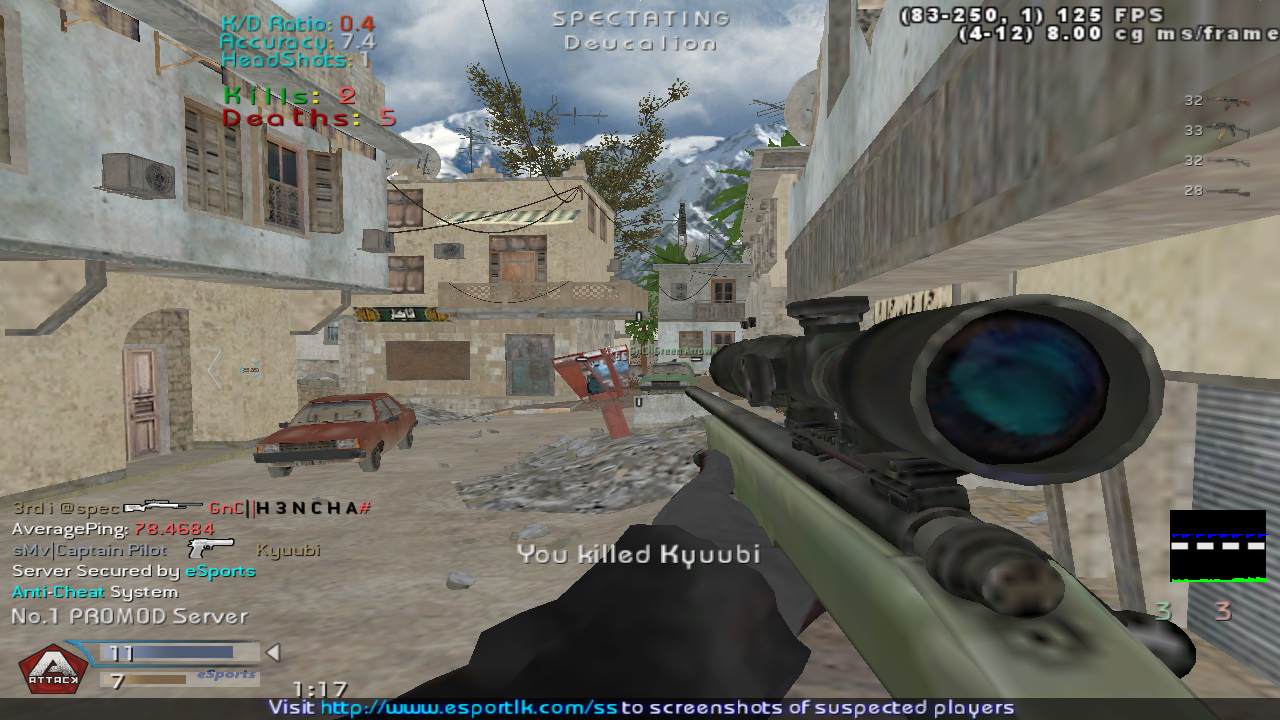 K/D Ratio: 0.4
Accuracy: 7.4
HeadShots: 1
Kills: 2
Deaths: 5
SPECTATING
Deucalion
(83-250, 1) 125 FPS
(4-12) 8.00 cg ms/frame
32
33
32
28
3rd i @spec GnC||H3NCHA#
AveragePing: 78.4684
sMv|Captain Pilot Kyuubi
Server Secured by eSports
Anti-Cheat System
No.1 PROMOD Server
You killed Kyuubi
3 3
ATTACK
11
7
eSports
1:17
Visit http://www.esportlk.com/ss to screenshots of suspected players